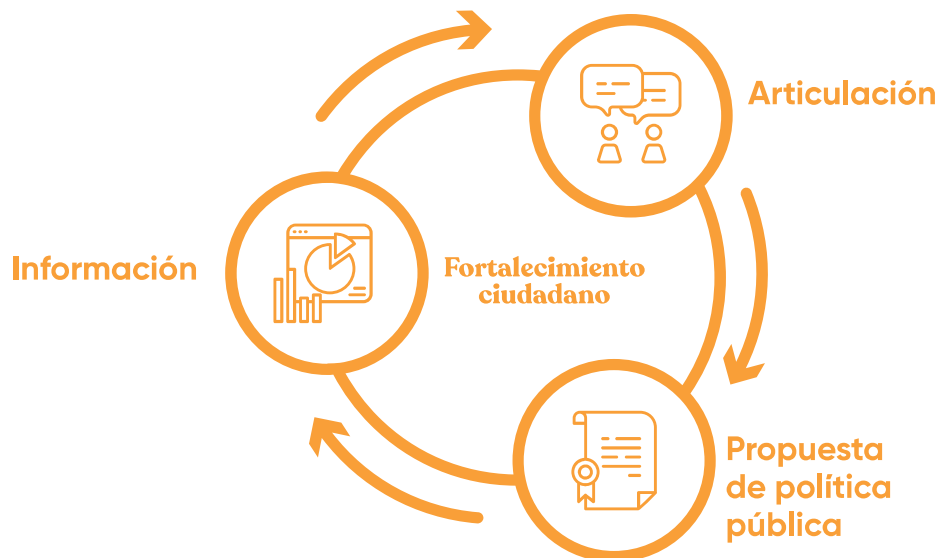 Articulación
Información
Fortalecimiento
ciudadano
Propuesta
de política
pública